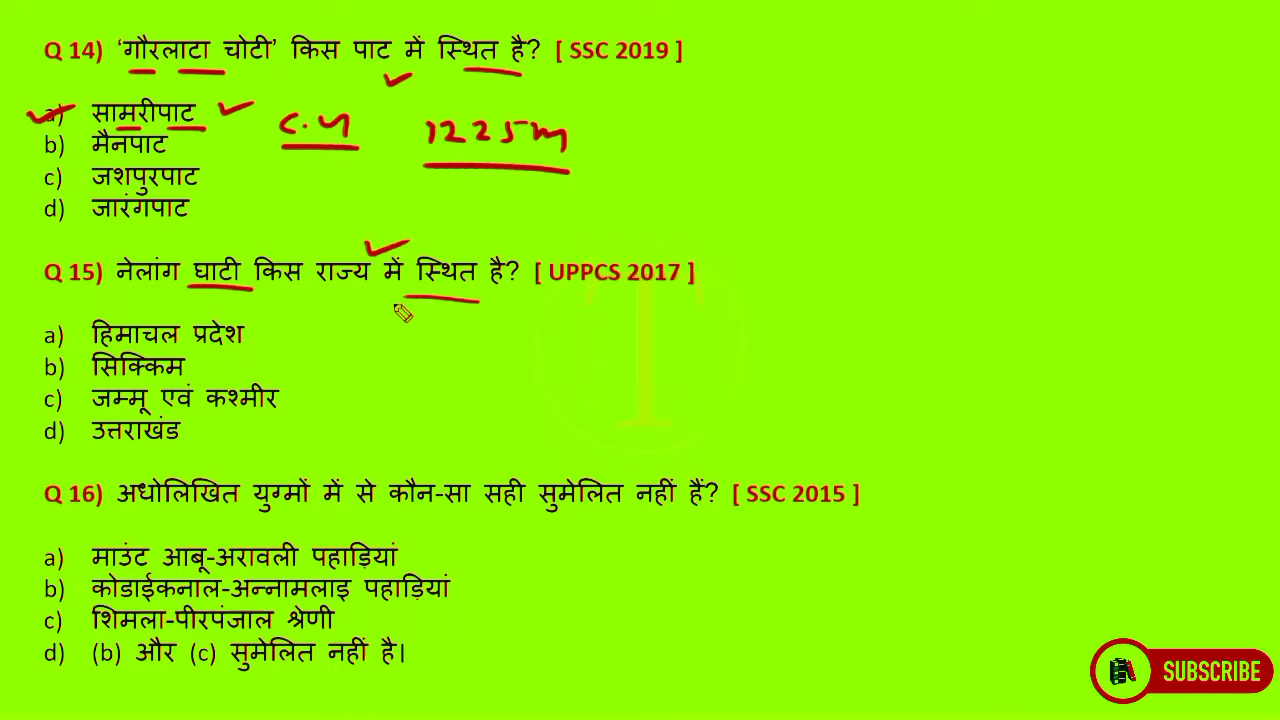 Q 14) ‘गौरलाटा चोटी’ किस पाट में स्थित है? [ SSC 2019 ]
a) सामरीपाट
C.G 1225m
b) मैनपाट
c) जशपुरपाट
d) जारंगपाट
Q 15) नेलांग घाटी किस राज्य में स्थित है? [ UPPCS 2017 ]
a) हिमाचल प्रदेश
b) सिक्किम
c) जम्मू एवं कश्मीर
d) उत्तराखंड
Q 16) अधोलिखित युग्मों में से कौन-सा सही सुमेलित नहीं हैं? [ SSC 2015 ]
a) माउंट आबू-अरावली पहाड़ियां
b) कोडाईकनाल-अन्नामलाइ पहाड़ियां
c) शिमला-पीरपंजाल श्रेणी
d) (b) और (c) सुमेलित नहीं है।
SUBSCRIBE
T